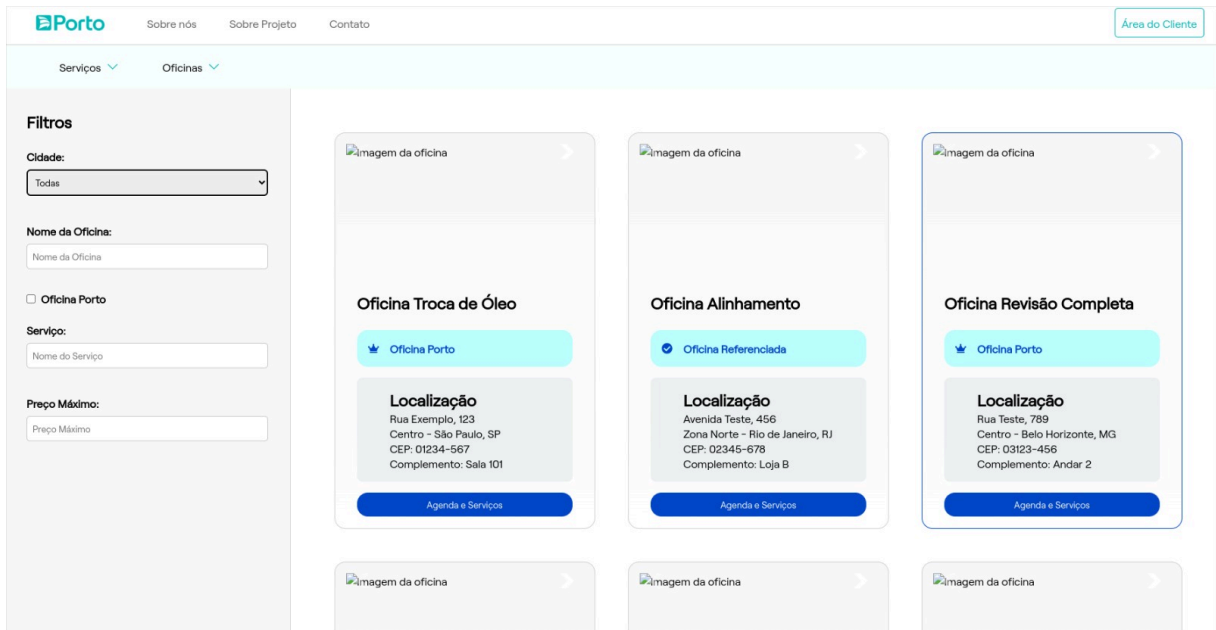 Porto
Sobre nós
Sobre Projeto
Contato
Área do Cliente
Serviços
Oficinas
Filtros
Cidade:
Todas
Nome da Oficina:
Nome da Oficina
Oficina Porto
Serviço:
Nome do Serviço
Preço Máximo:
Preço Máximo
imagem da oficina
Oficina Troca de Óleo
Oficina Porto
Localização
Rua Exemplo, 123
Centro - São Paulo, SP
CEP: 01234-567
Complemento: Sala 101
Agenda e Serviços
imagem da oficina
Oficina Alinhamento
Oficina Referenciada
Localização
Avenida Teste, 456
Zona Norte - Rio de Janeiro, RJ
CEP: 02345-678
Complemento: Loja B
Agenda e Serviços
imagem da oficina
Oficina Revisão Completa
Oficina Porto
Localização
Rua Teste, 789
Centro - Belo Horizonte, MG
CEP: 03123-456
Complemento: Andar 2
Agenda e Serviços
imagem da oficina
imagem da oficina
imagem da oficina